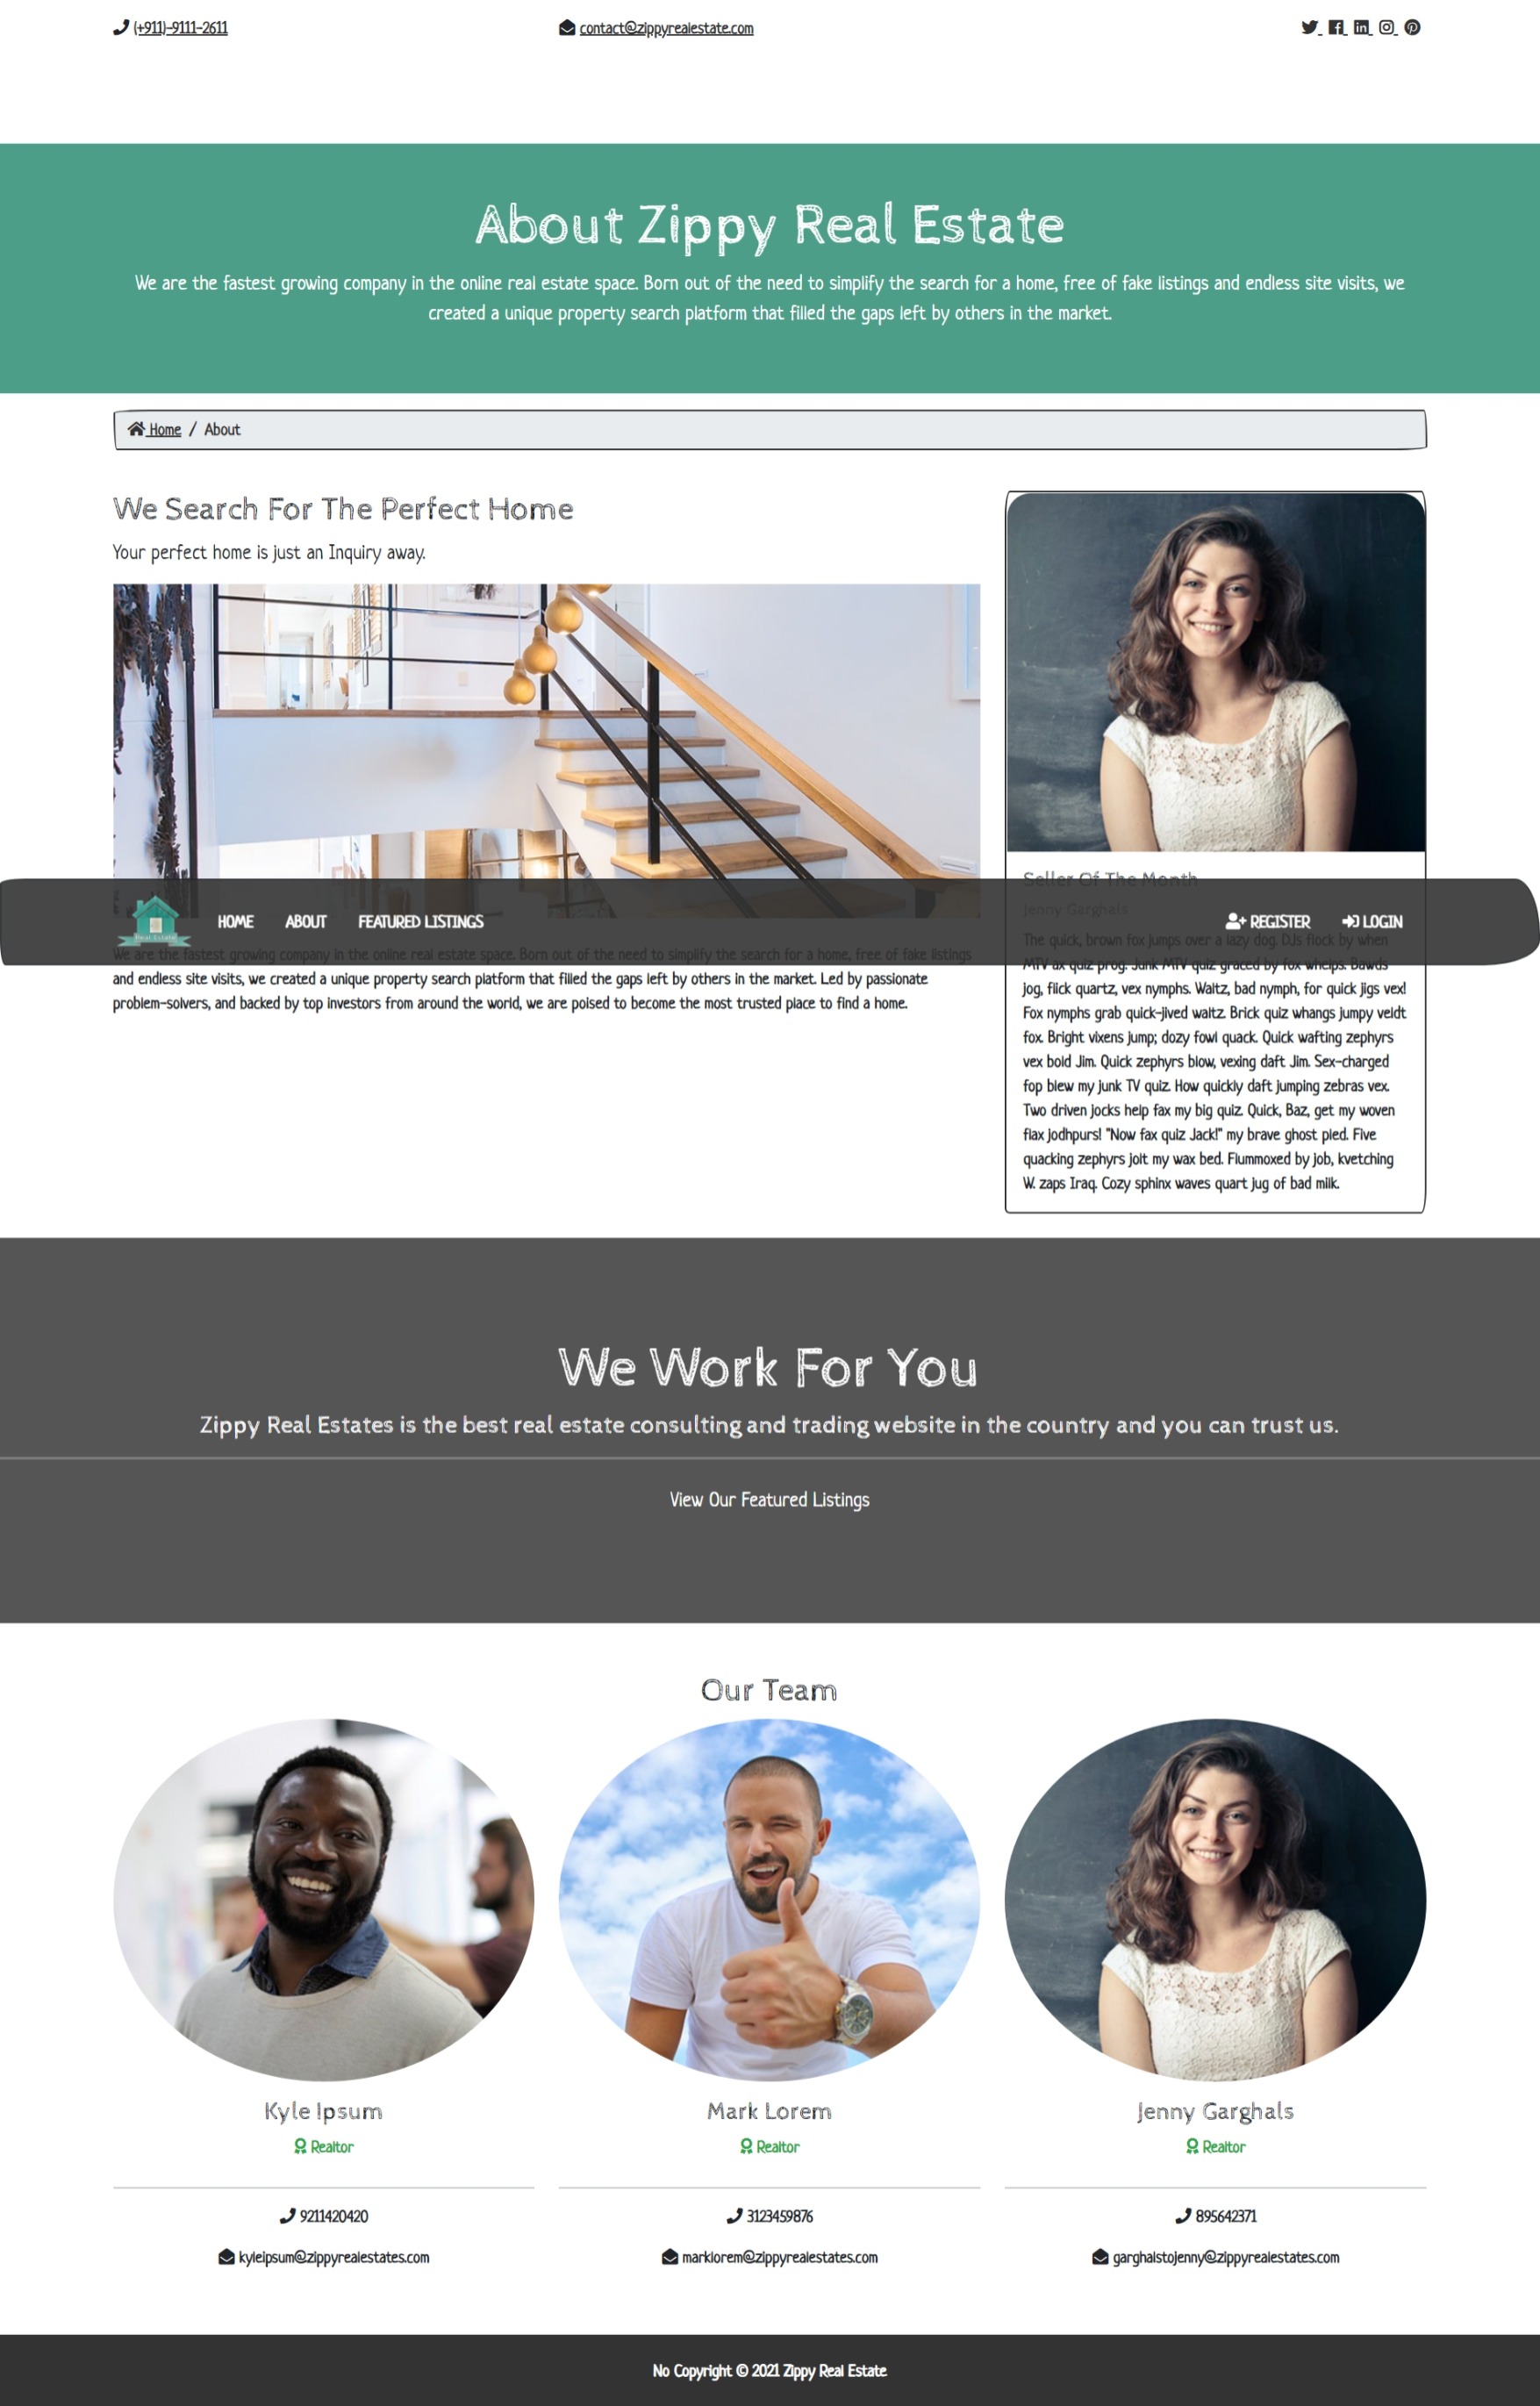 (+911)-9111-2611
contact@zippyrealestate.com
About Zippy Real Estate
We are the fastest growing company in the online real estate space. Born out of the need to simplify the search for a home, free of fake listings and endless site visits, we
created a unique property search platform that filled the gaps left by others in the market.
Home / About
We Search For The Perfect Home
Your perfect home is just an Inquiry away.
HOME
ABOUT
FEATURED LISTINGS
REGISTER
LOGIN
Real Estate
We are the fastest growing company in the online real estate space. Born out of the need to simplify the search for a home, free of fake listings
and endless site visits, we created a unique property search platform that filled the gaps left by others in the market. Led by passionate
problem-solvers, and backed by top investors from around the world, we are poised to become the most trusted place to find a home.
Seller Of The Month
Jenny Garghals
The quick, brown fox jumps over a lazy dog. DJs flock by when
MTV ax quiz prog. Junk MTV quiz graced by fox whelps. Bawds
jog, flick quartz, vex nymphs. Waltz, bad nymph, for quick jigs vex!
Fox nymphs grab quick-jived waltz. Brick quiz whangs jumpy veldt
fox. Bright vixens jump; dozy fowl quack. Quick wafting zephyrs
vex bold Jim. Quick zephyrs blow, vexing daft Jim. Sex-charged
fop blew my junk TV quiz. How quickly daft jumping zebras vex.
Two driven jocks help fax my big quiz. Quick, Baz, get my woven
flax jodhpurs! "Now fax quiz Jack!" my brave ghost pled. Five
quacking zephyrs jolt my wax bed. Flummoxed by job, kvetching
W. zaps Iraq. Cozy sphinx waves quart jug of bad milk.
We Work For You
Zippy Real Estates is the best real estate consulting and trading website in the country and you can trust us.
View Our Featured Listings
Our Team
Kyle Ipsum
Realtor
9211420420
kyleipsum@zippyrealestates.com
Mark Lorem
Realtor
3123459876
marklorem@zippyrealestates.com
Jenny Garghals
Realtor
895642371
garghalstojenny@zippyrealestates.com
No Copyright © 2021 Zippy Real Estate